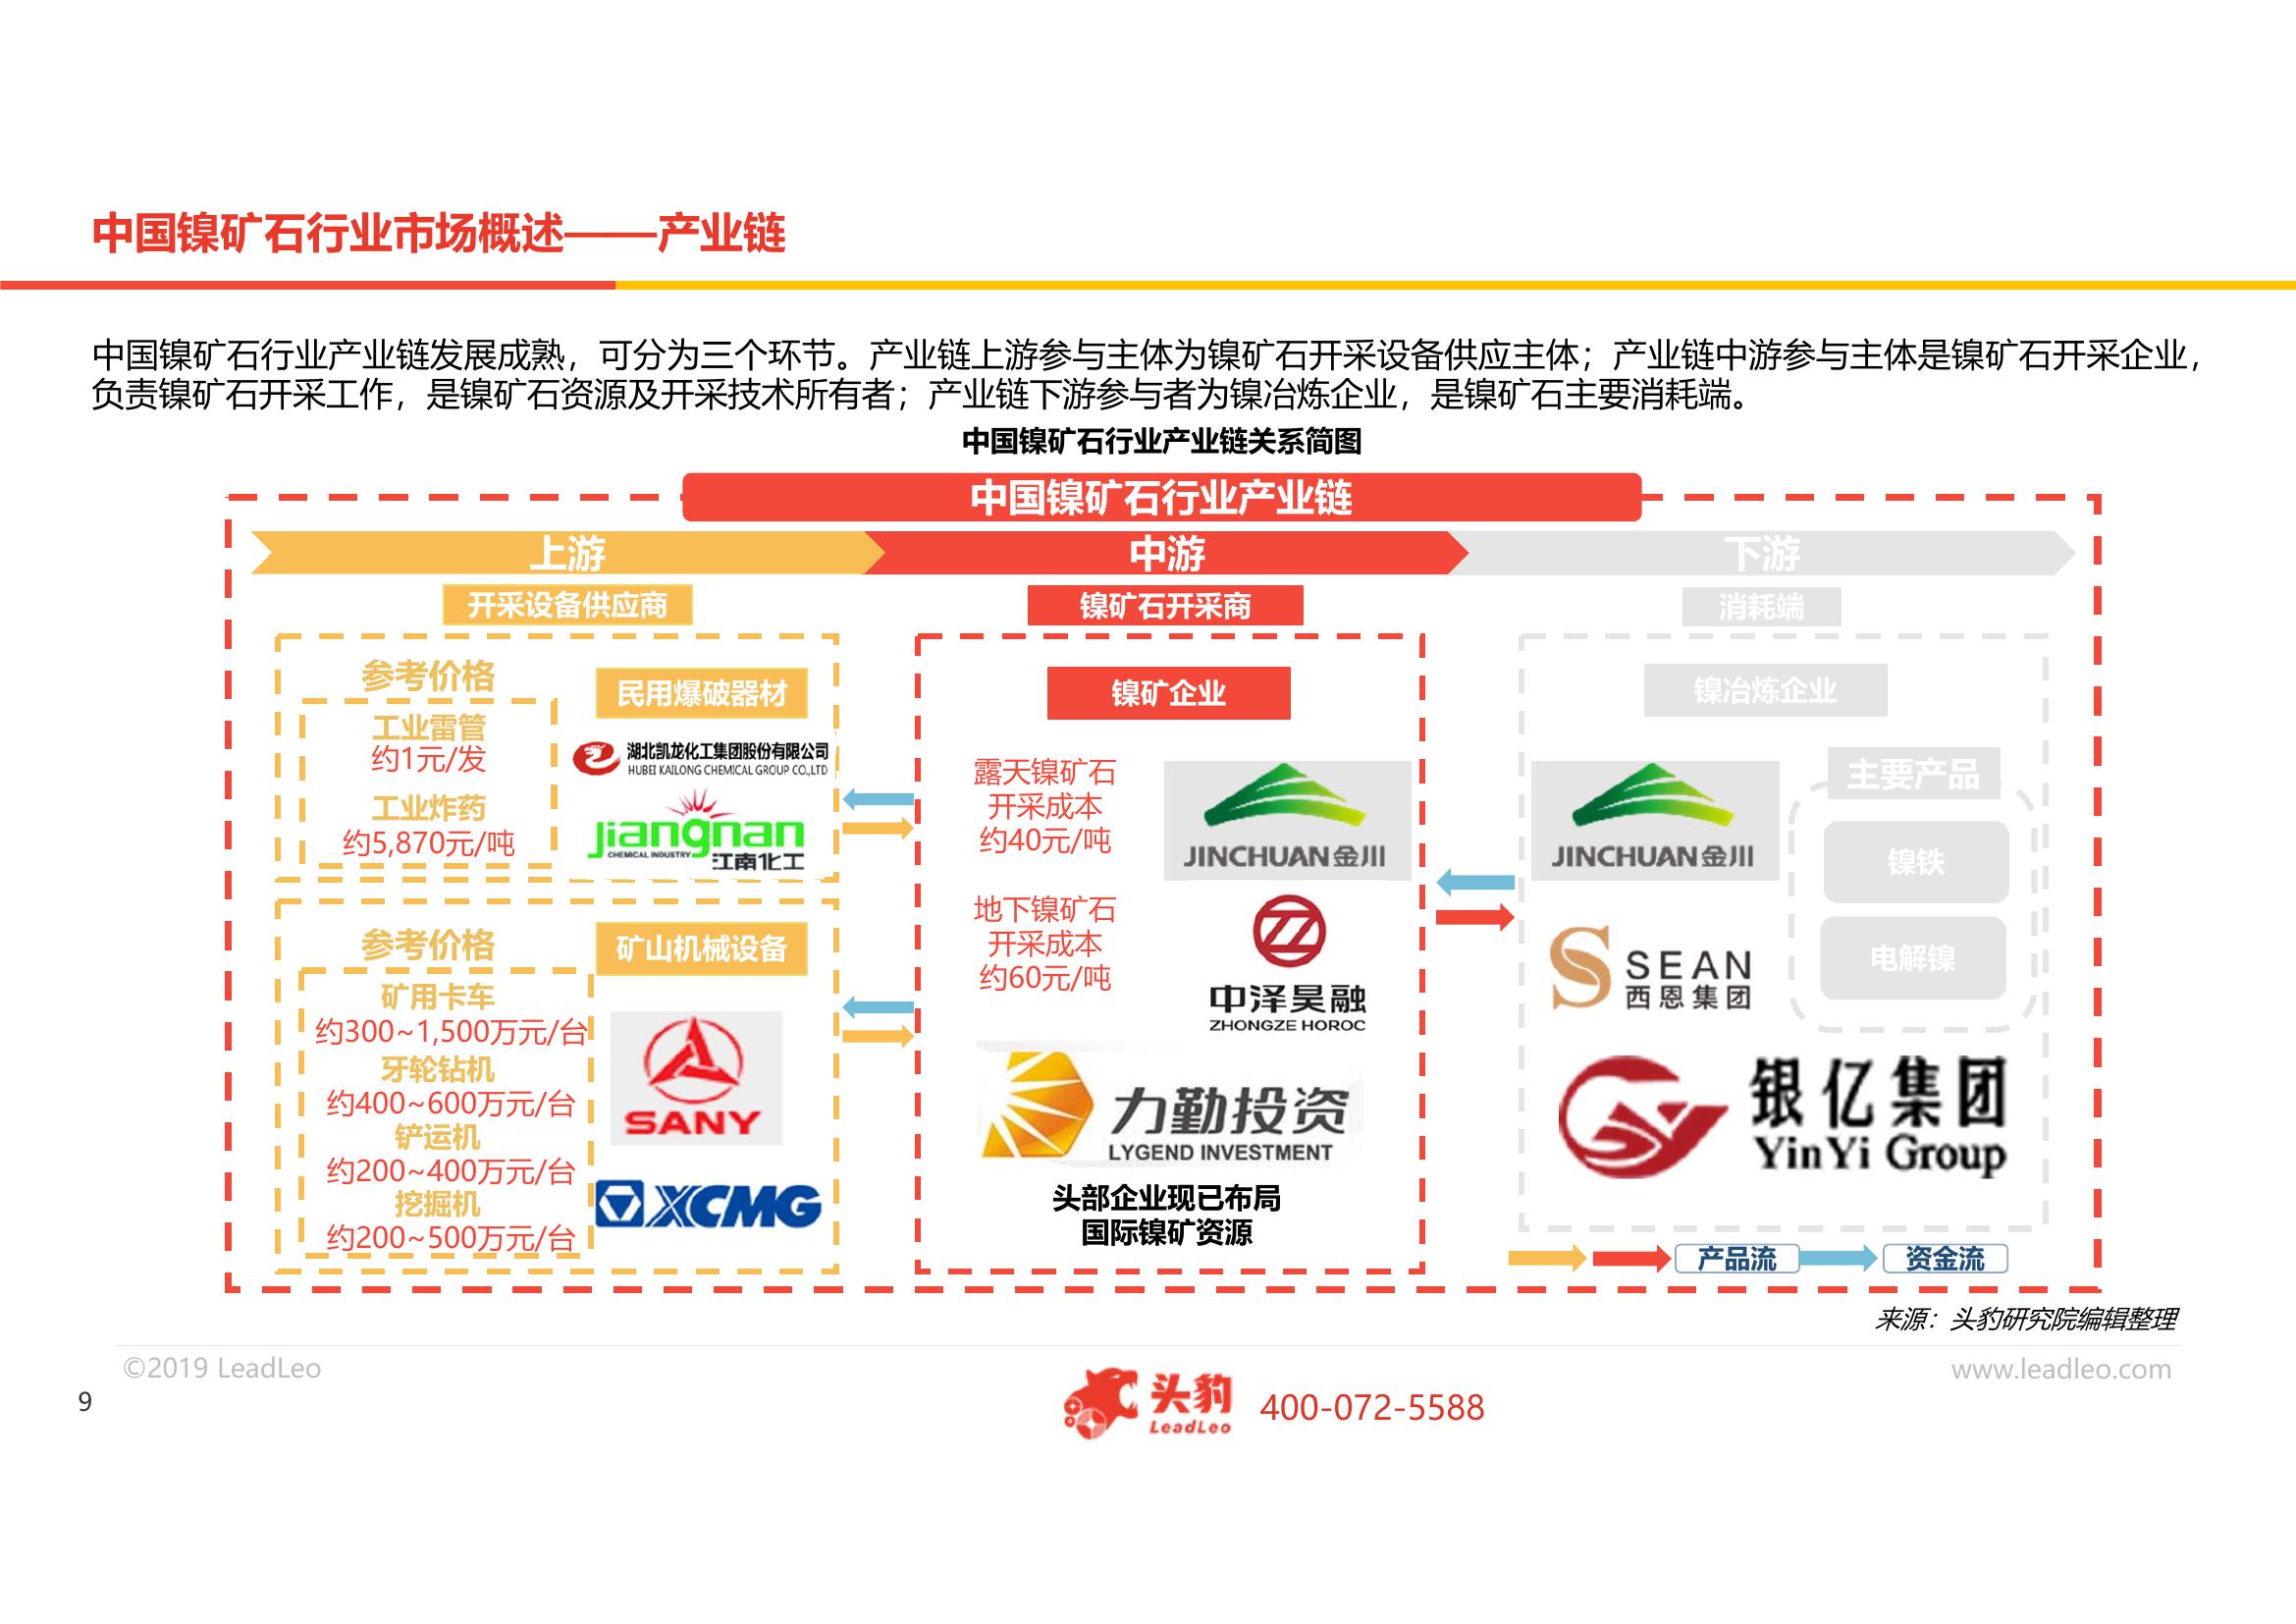 中国镍矿石行业市场概述——产业链
中国镍矿石行业产业链发展成熟，可分为三个环节。产业链上游参与主体为镍矿石开采设备供应主体；产业链中游参与主体是镍矿石开采企业，
负责镍矿石开采工作，是镍矿石资源及开采技术所有者；产业链下游参与者为镍冶炼企业，是镍矿石主要消耗端。
中国镍矿石行业产业链关系简图
中国镍矿石行业产业链
上游
中游
下游
开采设备供应商
镍矿石开采商
消耗端
参考价格
民用爆破器材
工业雷管
约1元/发
工业炸药
约5,870元/吨
湖北凯龙化工集团股份有限公司
HUBEI KAILONG CHEMICAL GROUP CO.,LTD
Jiangnan
CHEMICAL INDUSTRY
江南化工
参考价格
矿山机械设备
矿用卡车
约300~1,500万元/台
牙轮钻机
约400~600万元/台
铲运机
约200~400万元/台
挖掘机
约200~500万元/台
SANY
XCMG
镍矿企业
露天镍矿石
开采成本
约40元/吨
JINCHUAN金川
地下镍矿石
开采成本
约60元/吨
中泽昊融
ZHONGZE HOROC
力勤投资
LYGEND INVESTMENT
头部企业现已布局
国际镍矿资源
镍冶炼企业
JINCHUAN金川
主要产品
镍铁
电解镍
SEAN
西恩集团
银亿集团
YinYi Group
产品流
资金流
来源：头豹研究院编辑整理
©2019 LeadLeo
www.leadleo.com
9
头豹
LeadLeo
400-072-5588